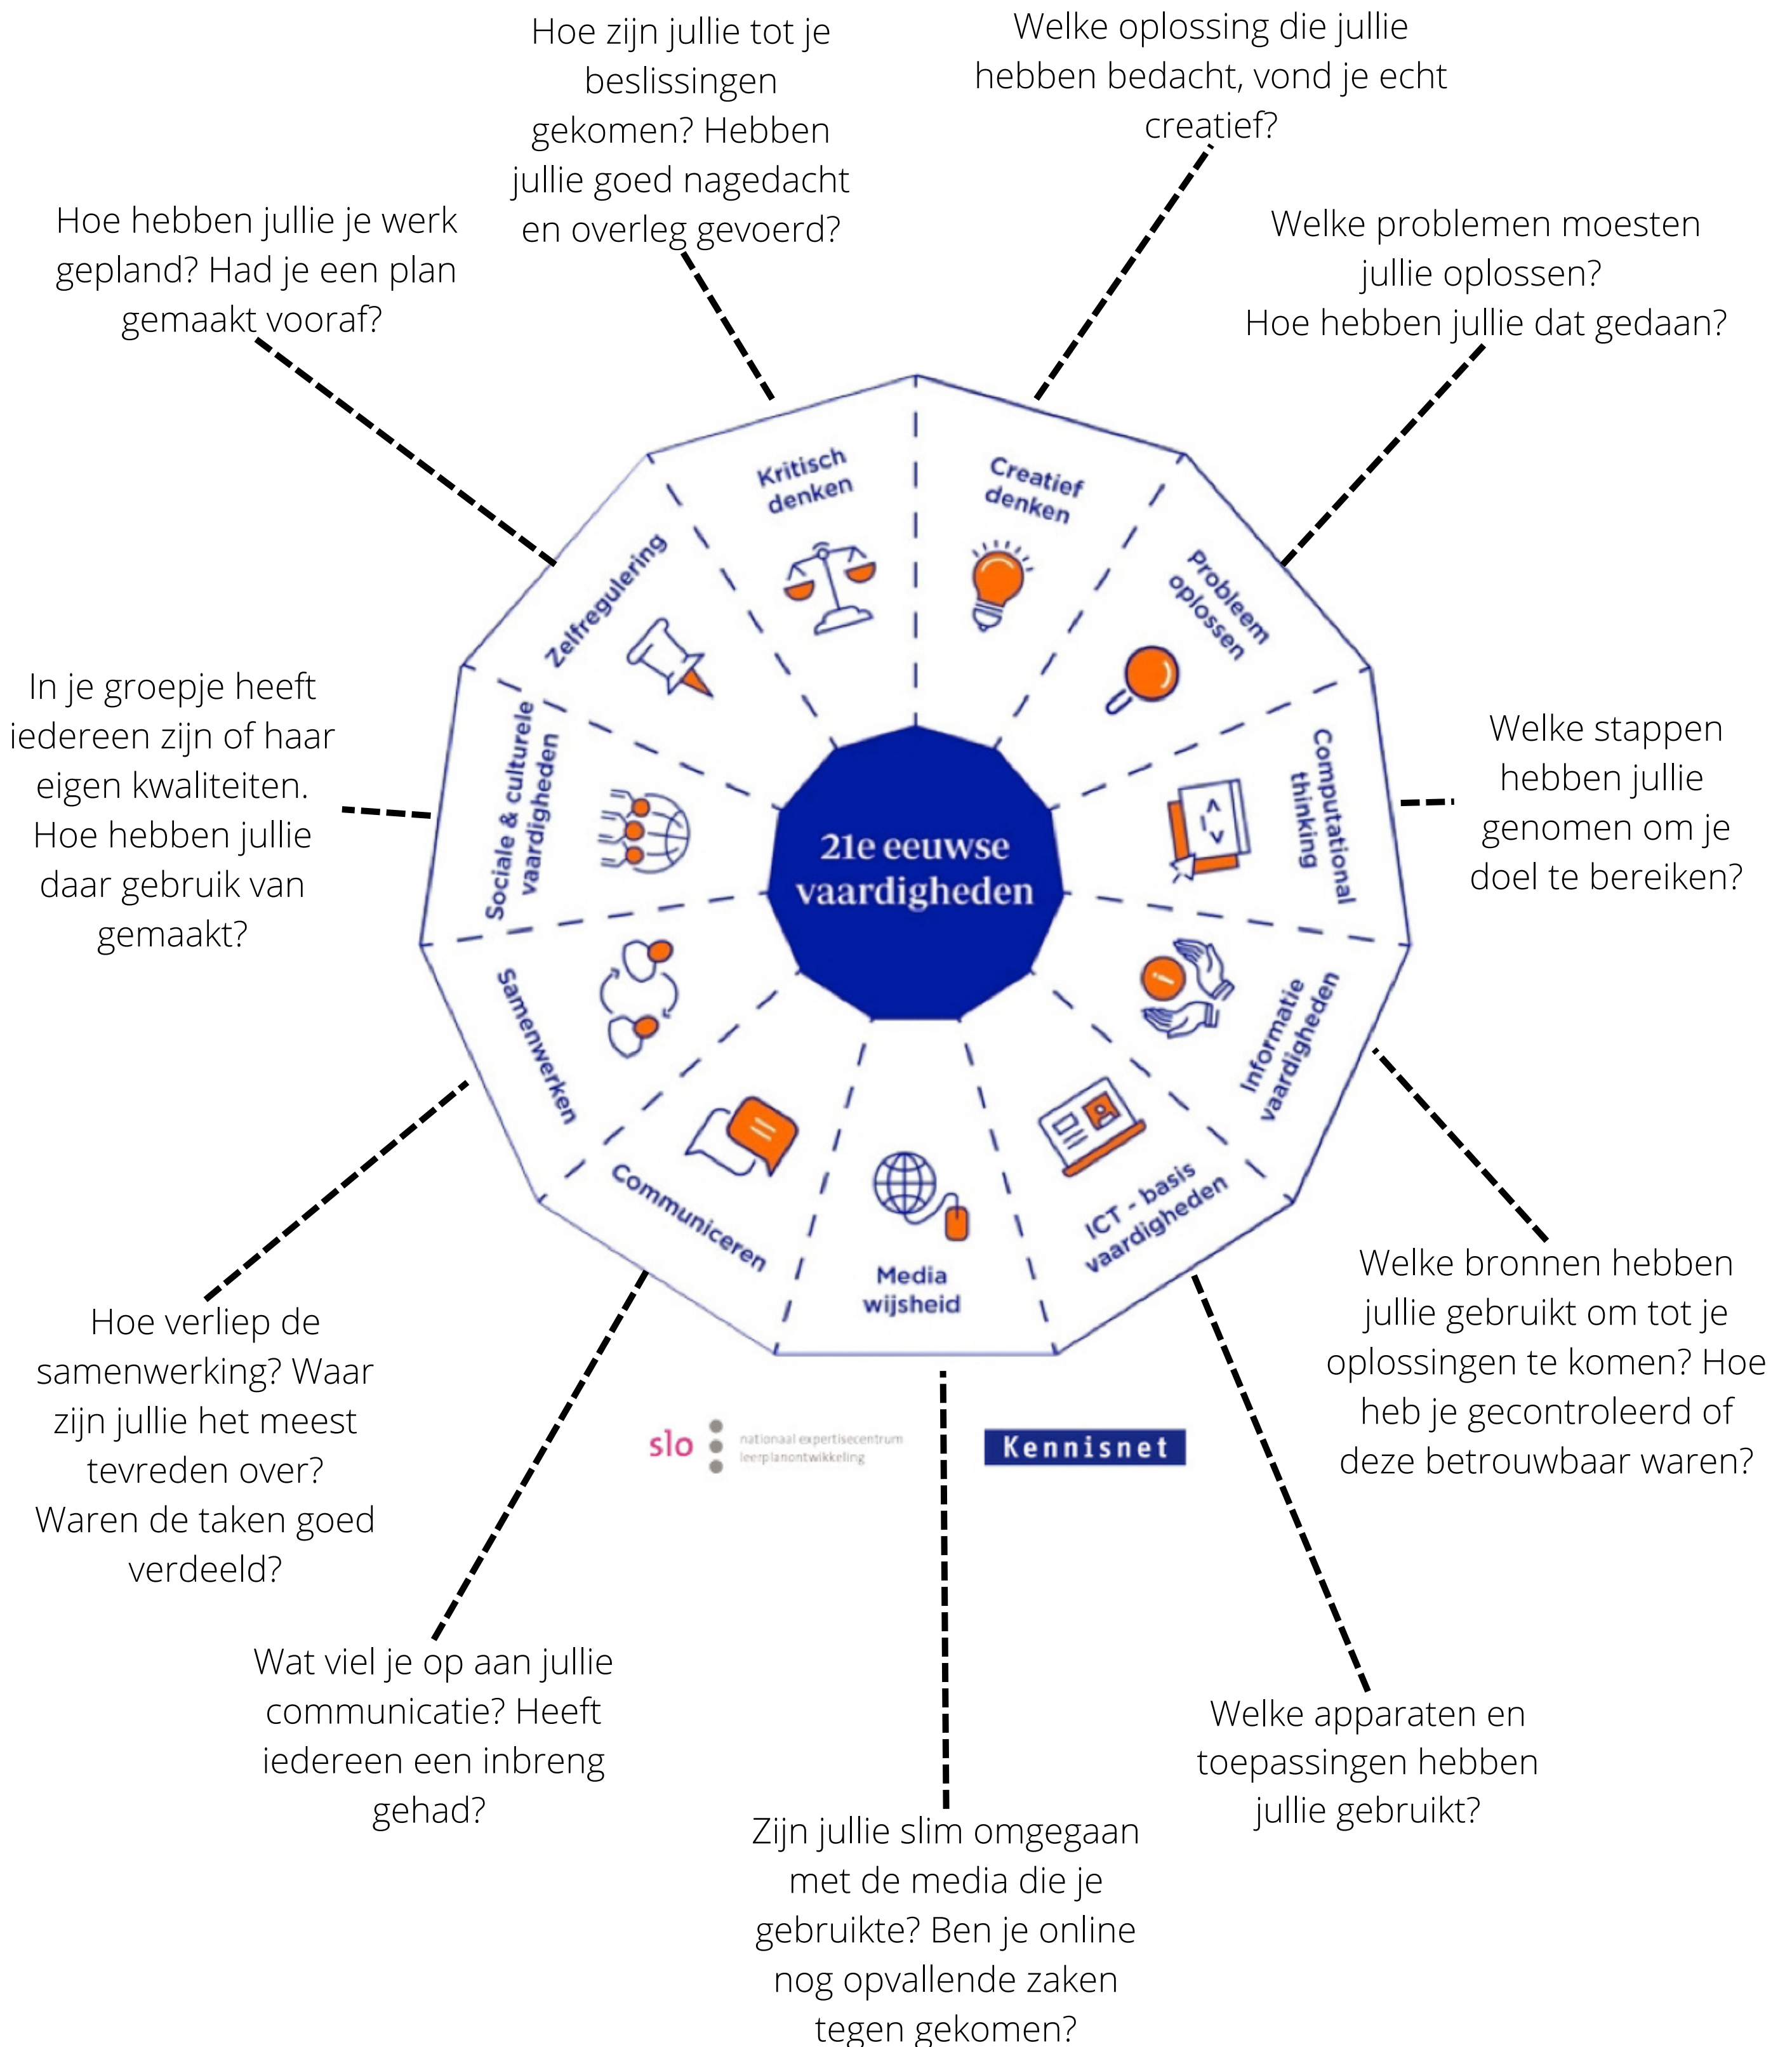 Hoe zijn jullie tot je
beslissingen
gekomen? Hebben
jullie goed nagedacht
en overleg gevoerd?
Welke oplossing die jullie
hebben bedacht, vond je echt
creatief?
Hoe hebben jullie je werk
gepland? Had je een plan
gemaakt vooraf?
Welke problemen moesten
jullie oplossen?
Hoe hebben jullie dat gedaan?
Kritisch
denken
Creatief
denken
Zelfregulering
Probleem
oplossen
In je groepje heeft
iedereen zijn of haar
eigen kwaliteiten.
Hoe hebben jullie
daar gebruik van
gemaakt?
Sociale & culturele
vaardigheden
21e eeuwse
vaardigheden
Computational
thinking
Welke stappen
hebben jullie
genomen om je
doel te bereiken?
Samenwerken
Informatie
vaardigheden
Communiceren
Media
wijsheid
ICT - basis
vaardigheden
Hoe verliep de
samenwerking? Waar
zijn jullie het meest
tevreden over?
Waren de taken goed
verdeeld?
Welke bronnen hebben
jullie gebruikt om tot je
oplossingen te komen? Hoe
heb je gecontroleerd of
deze betrouwbaar waren?
slo
nationaal expertisecentrum
leerplanontwikkeling
Kennisnet
Wat viel je op aan jullie
communicatie? Heeft
iedereen een inbreng
gehad?
Welke apparaten en
toepassingen hebben
jullie gebruikt?
Zijn jullie slim omgegaan
met de media die je
gebruikte? Ben je online
nog opvallende zaken
tegen gekomen?